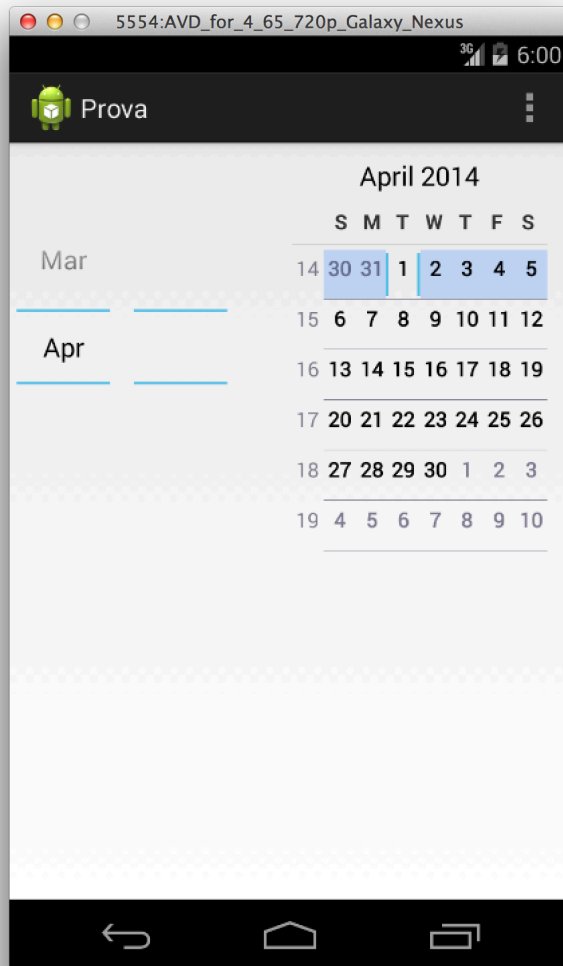 5554:AVD_for_4_65_720p_Galaxy_Nexus
3G 6:00
Prova
Mar
Apr
April 2014
S M T W T F S
14 30 31 1 2 3 4 5
15 6 7 8 9 10 11 12
16 13 14 15 16 17 18 19
17 20 21 22 23 24 25 26
18 27 28 29 30 1 2 3
19 4 5 6 7 8 9 10